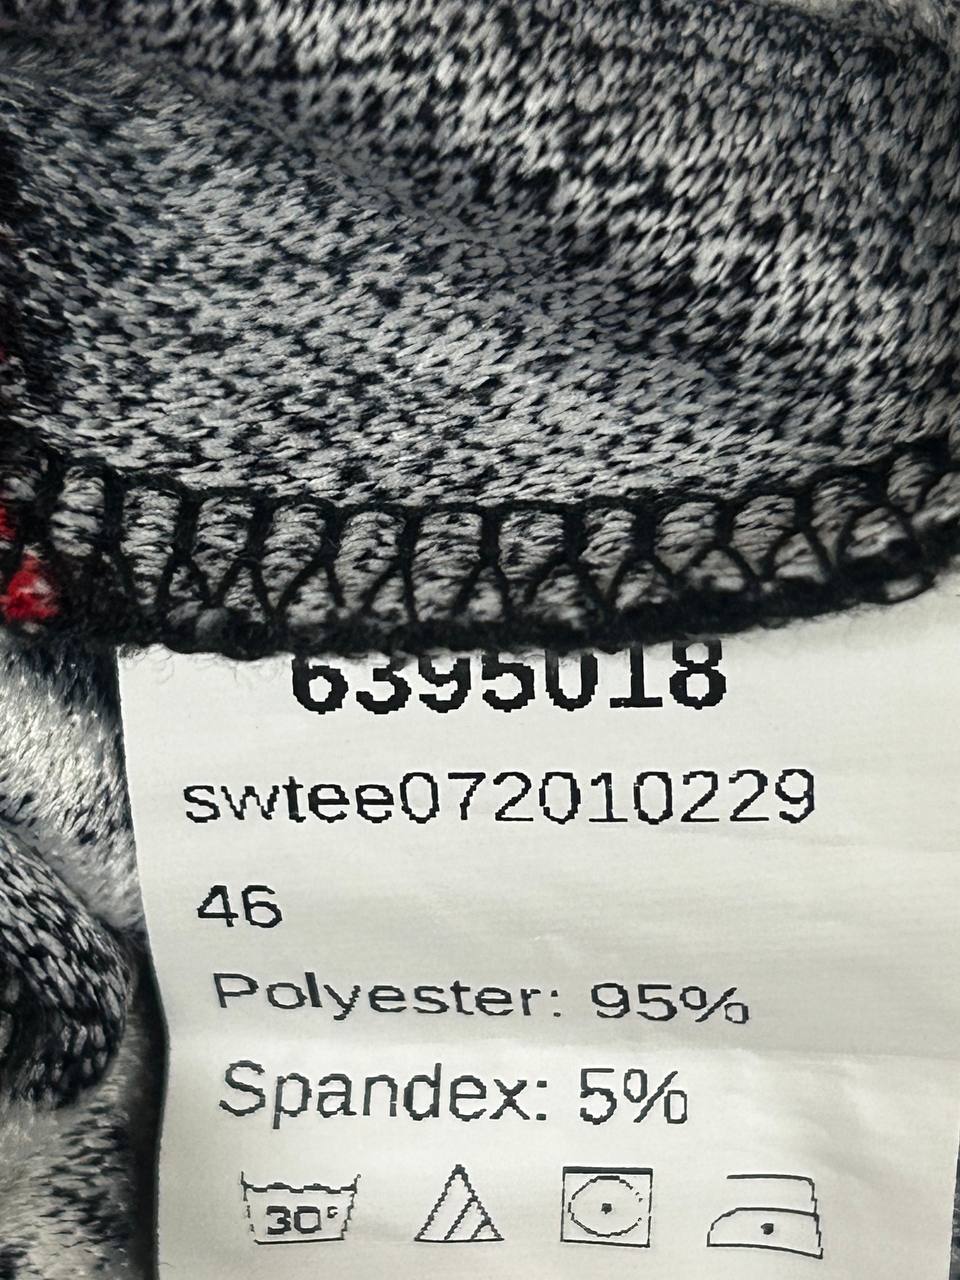 6395018
swtee072010229
46
Polyester: 95%
Spandex: 5%
30°